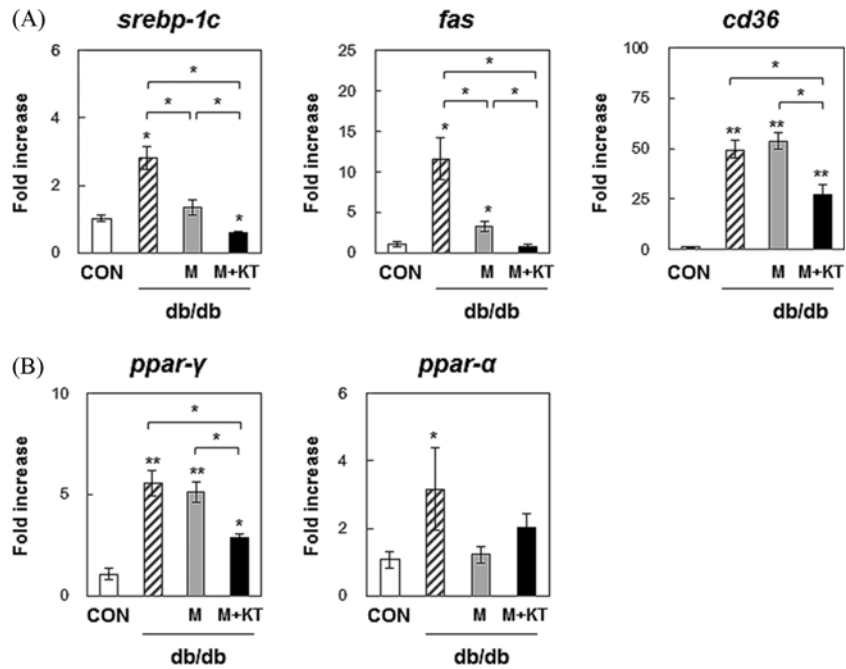 (A)
srebp-1c
fas
cd36
Fold increase
6
4
2
0
*
*
*
*
*
CON
M
M+KT
db/db
Fold increase
25
20
15
10
5
0
*
*
*
*
*
CON
M
M+KT
db/db
Fold increase
100
75
50
25
0
*
*
**
**
**
CON
M
M+KT
db/db
(B)
ppar-γ
ppar-α
Fold increase
10
5
0
*
*
**
**
*
CON
M
M+KT
db/db
Fold increase
6
4
2
0
*
CON
M
M+KT
db/db